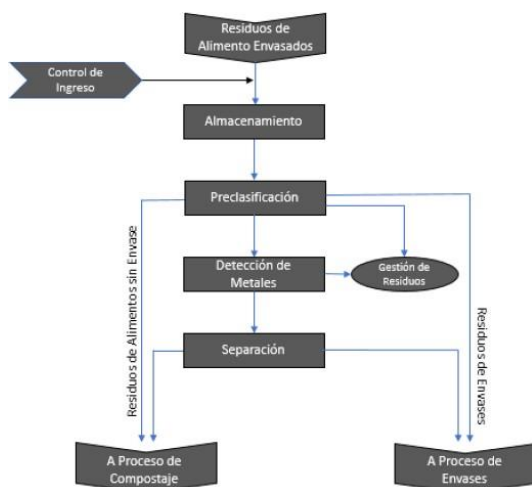 Residuos de
Alimento Envasados
Control de
Ingreso
Almacenamiento
Preclasificación
Residuos de Alimentos sin Envase
Detección de
Metales
Gestión de
Residuos
Residuos de Envases
Separación
A Proceso de
Compostaje
A Proceso de
Envases